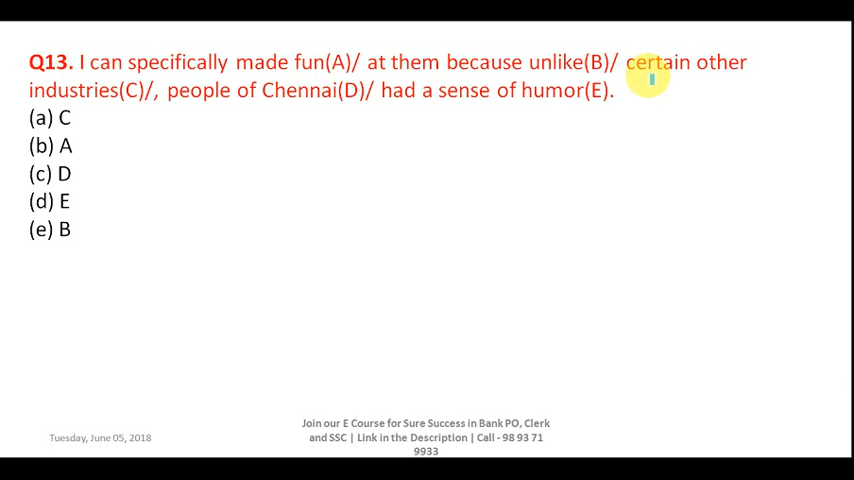 Q13. I can specifically made fun(A)/ at them because unlike(B)/ certain other
industries(C)/, people of Chennai(D)/ had a sense of humor(E).
(a) C
(b) A
(c) D
(d) E
(e) B
Tuesday, June 05, 2018
Join our E Course for Sure Success in Bank PO, Clerk
and SSC | Link in the Description | Call - 98 93 71
9933